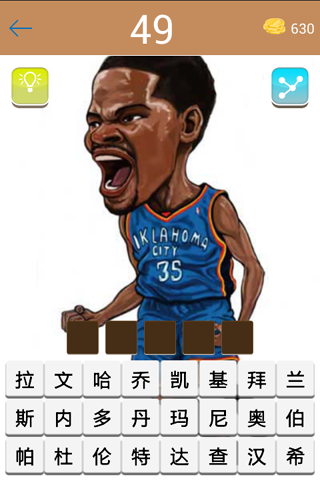 49
630
OKLAHOMA
CITY
35
拉 文 哈 乔 凯 基 拜 兰
斯 内 多 丹 玛 尼 奥 伯
帕 杜 伦 特 达 查 汉 希